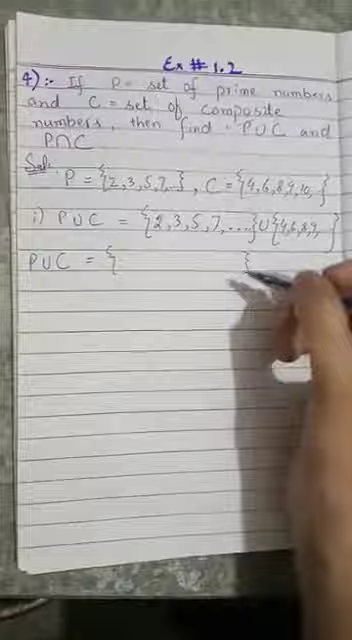 Ex # 1.2
4) :- If P = set of prime numbers
and C = set of composite
numbers, then find P∪C and
P∩C
Sol:
P = {2,3,5,7,...}, C = {4,6,8,9,10,}
i) P∪C = {2,3,5,7,....}∪{4,6,8,9,}
P∪C = { }